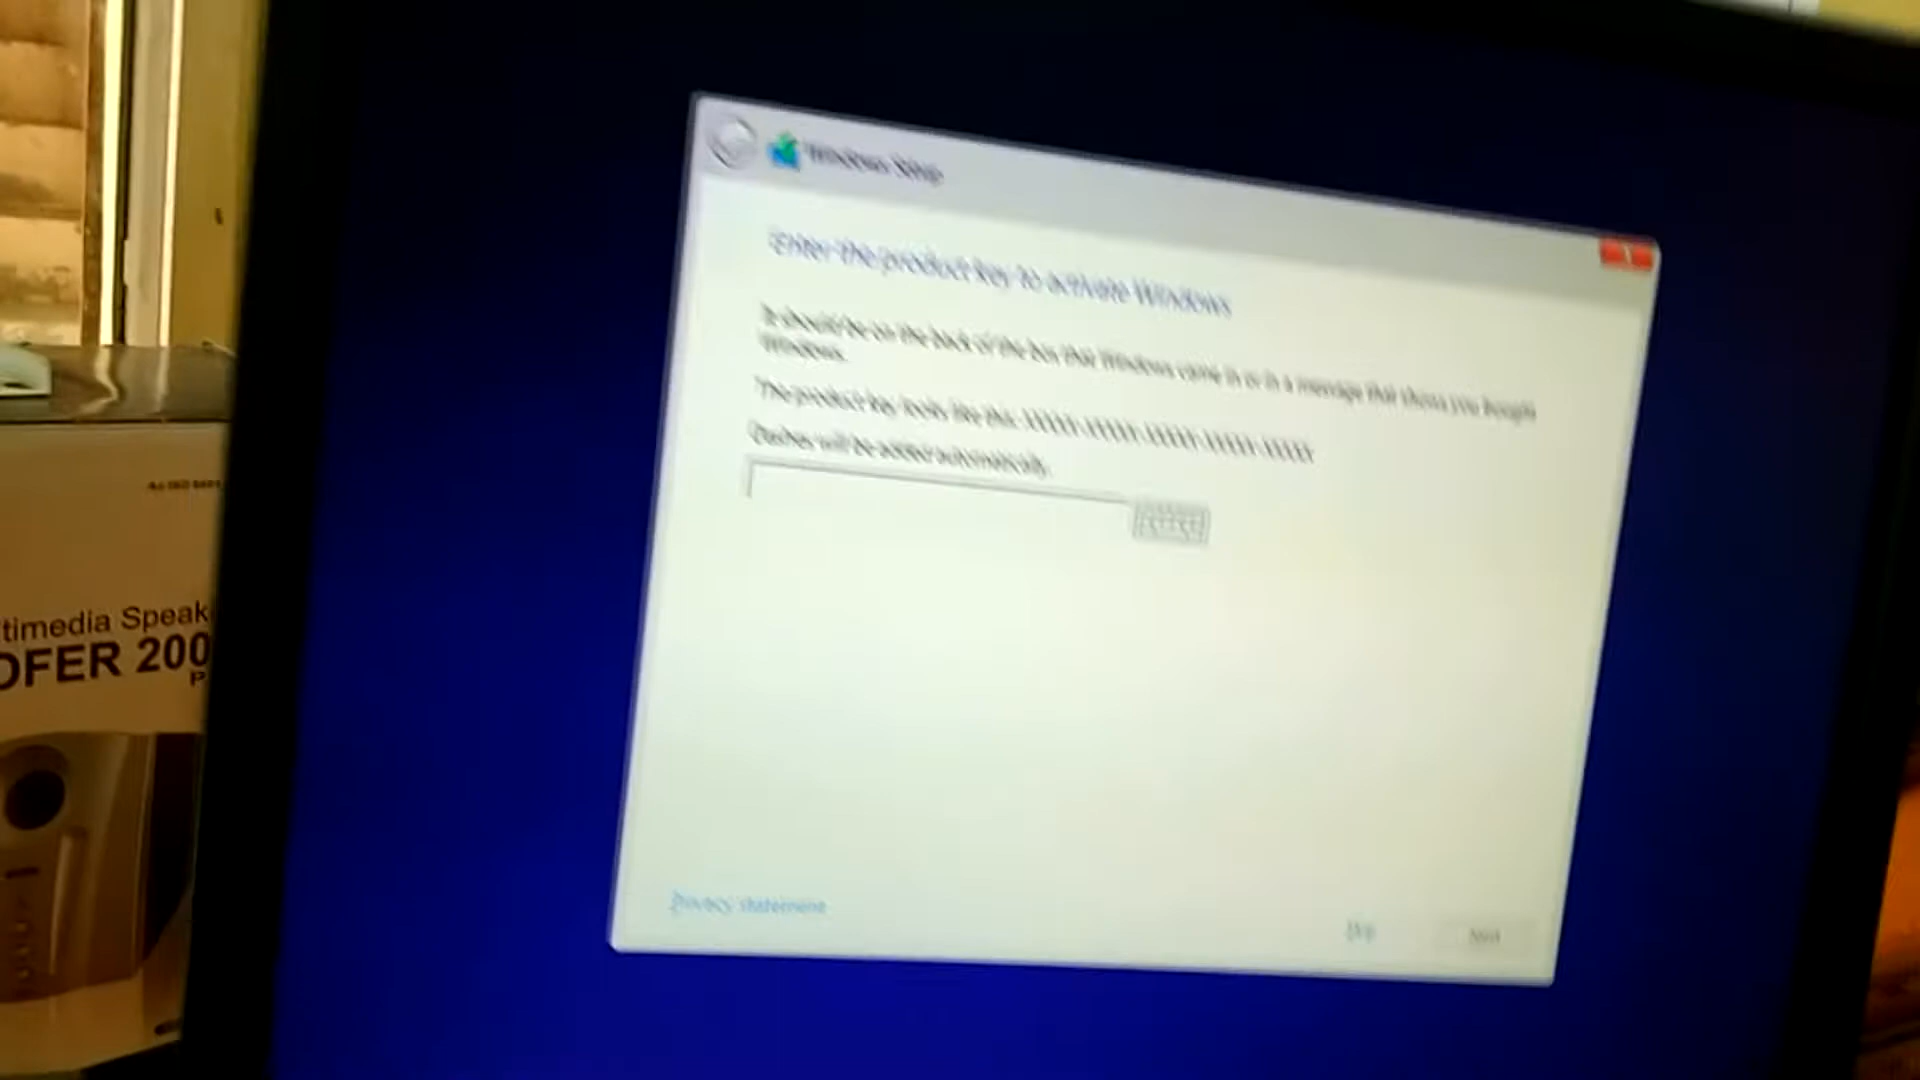 Windows Setup
Enter the product key to activate Windows
It should be on the back of the box that Windows came in or in a message that shows you bought
Windows.
The product key looks like this: XXXXX-XXXXX-XXXXX-XXXXX-XXXXX
Dashes will be added automatically.
Privacy statement
Skip
Next
timedia Speak
OFER 200
P